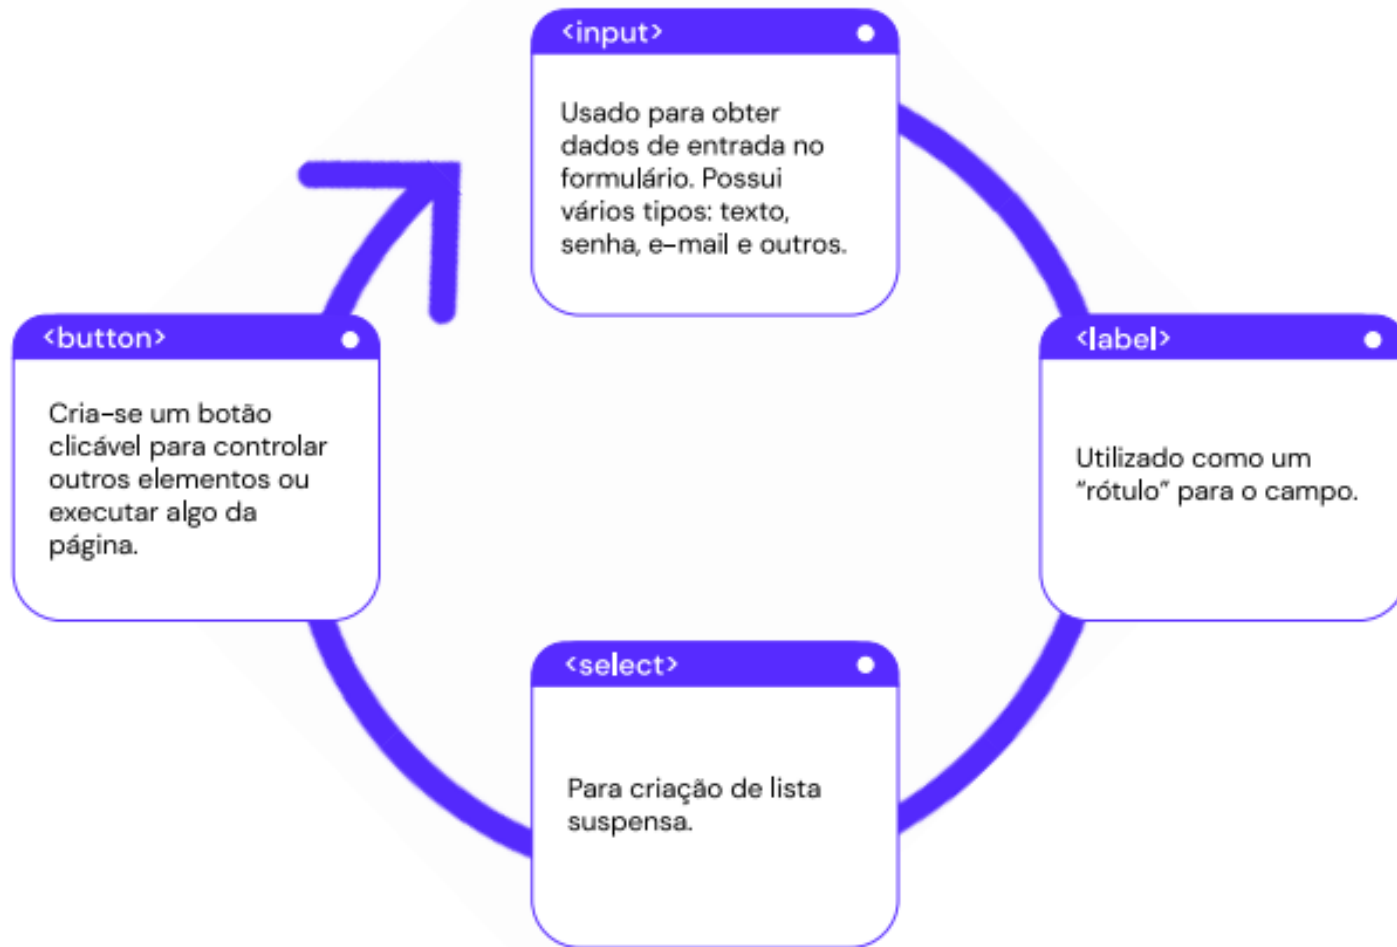 <input>
Usado para obter
dados de entrada no
formulário. Possui
vários tipos: texto,
senha, e-mail e outros.
<label>
Utilizado como um
“rótulo” para o campo.
<select>
Para criação de lista
suspensa.
<button>
Cria-se um botão
clicável para controlar
outros elementos ou
executar algo da
página.